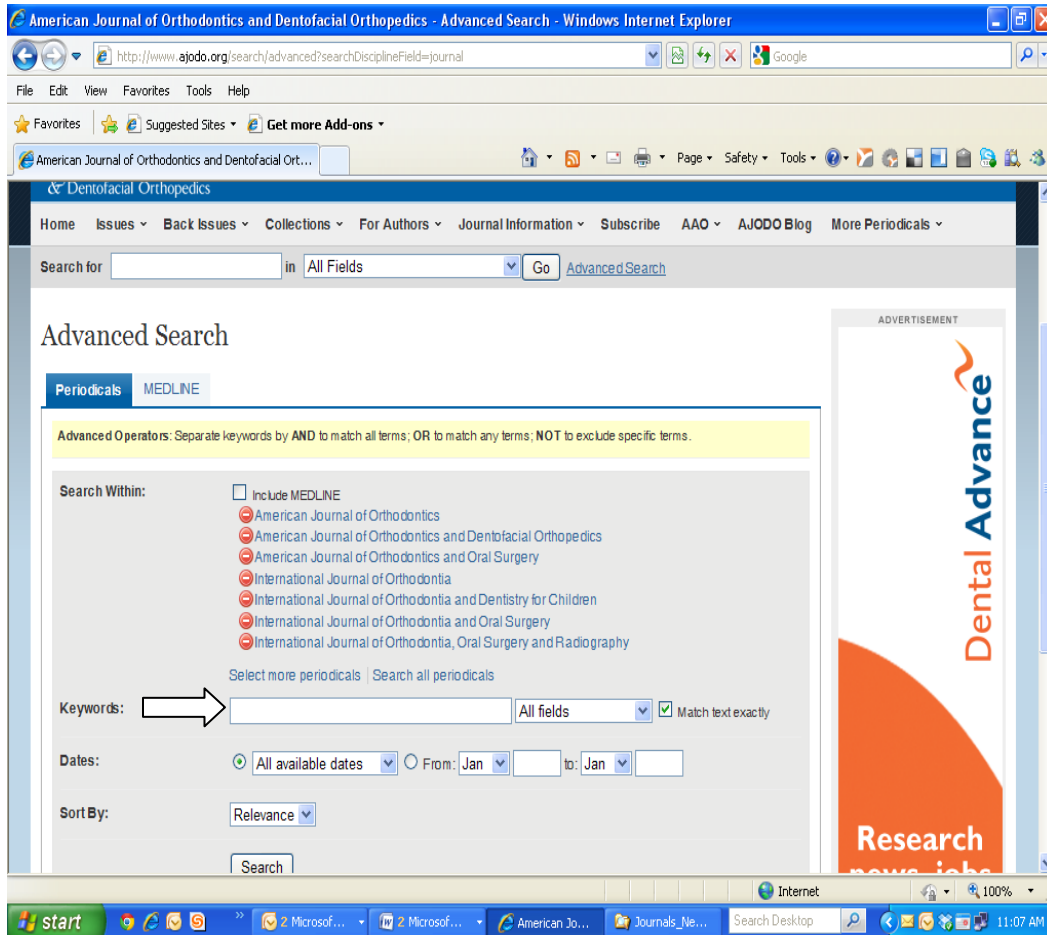 American Journal of Orthodontics and Dentofacial Orthopedics - Advanced Search - Windows Internet Explorer
http://www.ajodo.org/search/advanced?searchDisciplineField=journal
Google
File Edit View Favorites Tools Help
Favorites Suggested Sites Get more Add-ons
American Journal of Orthodontics and Dentofacial Ort...
Page Safety Tools
& Dentofacial Orthopedics
Home Issues Back Issues Collections For Authors Journal Information Subscribe AAO AJODO Blog More Periodicals
Search for in All Fields Go Advanced Search
ADVERTISEMENT
Advanced Search
Periodicals MEDLINE
Advanced Operators: Separate keywords by AND to match all terms; OR to match any terms; NOT to exclude specific terms.
Search Within:
Include MEDLINE
American Journal of Orthodontics
American Journal of Orthodontics and Dentofacial Orthopedics
American Journal of Orthodontics and Oral Surgery
International Journal of Orthodontia
International Journal of Orthodontia and Dentistry for Children
International Journal of Orthodontia and Oral Surgery
International Journal of Orthodontia, Oral Surgery and Radiography
Select more periodicals | Search all periodicals
Keywords: All fields Match text exactly
Dates: All available dates From: Jan to: Jan
Sort By: Relevance
Search
Dental Advance
Research
news, jobs
Internet 100%
start 2 Microsof... 2 Microsof... American Jo... Journals_Ne... Search Desktop 11:07 AM